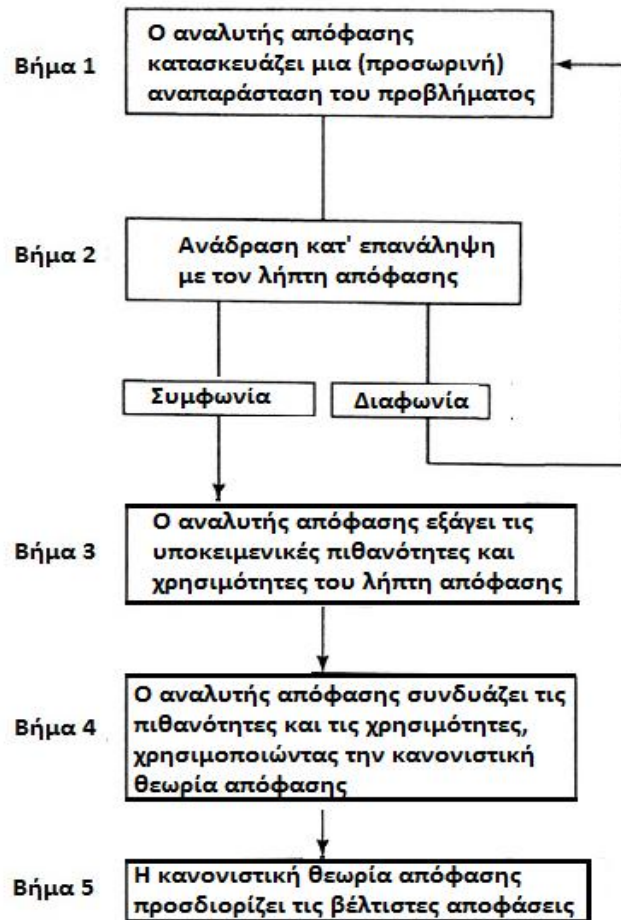 Βήμα 1
Ο αναλυτής απόφασης
κατασκευάζει μια (προσωρινή)
αναπαράσταση του προβλήματος
Βήμα 2
Ανάδραση κατ' επανάληψη
με τον λήπτη απόφασης
Συμφωνία
Διαφωνία
Βήμα 3
Ο αναλυτής απόφασης εξάγει τις
υποκειμενικές πιθανότητες και
χρησιμότητες του λήπτη απόφασης
Βήμα 4
Ο αναλυτής απόφασης συνδυάζει τις
πιθανότητες και τις χρησιμότητες,
χρησιμοποιώντας την κανονιστική
θεωρία απόφασης
Βήμα 5
Η κανονιστική θεωρία απόφασης
προσδιορίζει τις βέλτιστες αποφάσεις